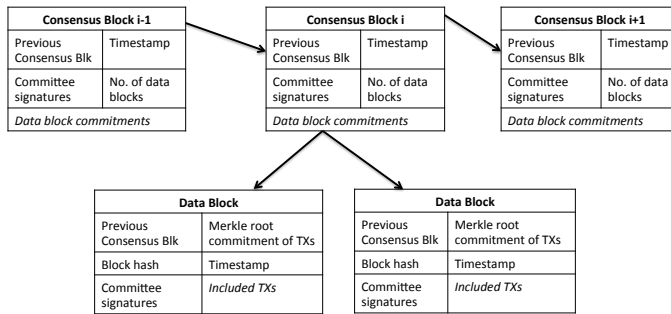 Consensus Block i-1
Previous Consensus Blk
Timestamp
Committee signatures
No. of data blocks
Data block commitments
Consensus Block i
Previous Consensus Blk
Timestamp
Committee signatures
No. of data blocks
Data block commitments
Consensus Block i+1
Previous Consensus Blk
Timestamp
Committee signatures
No. of data blocks
Data block commitments
Data Block
Previous Consensus Blk
Merkle root commitment of TXs
Block hash
Timestamp
Committee signatures
Included TXs
Data Block
Previous Consensus Blk
Merkle root commitment of TXs
Block hash
Timestamp
Committee signatures
Included TXs